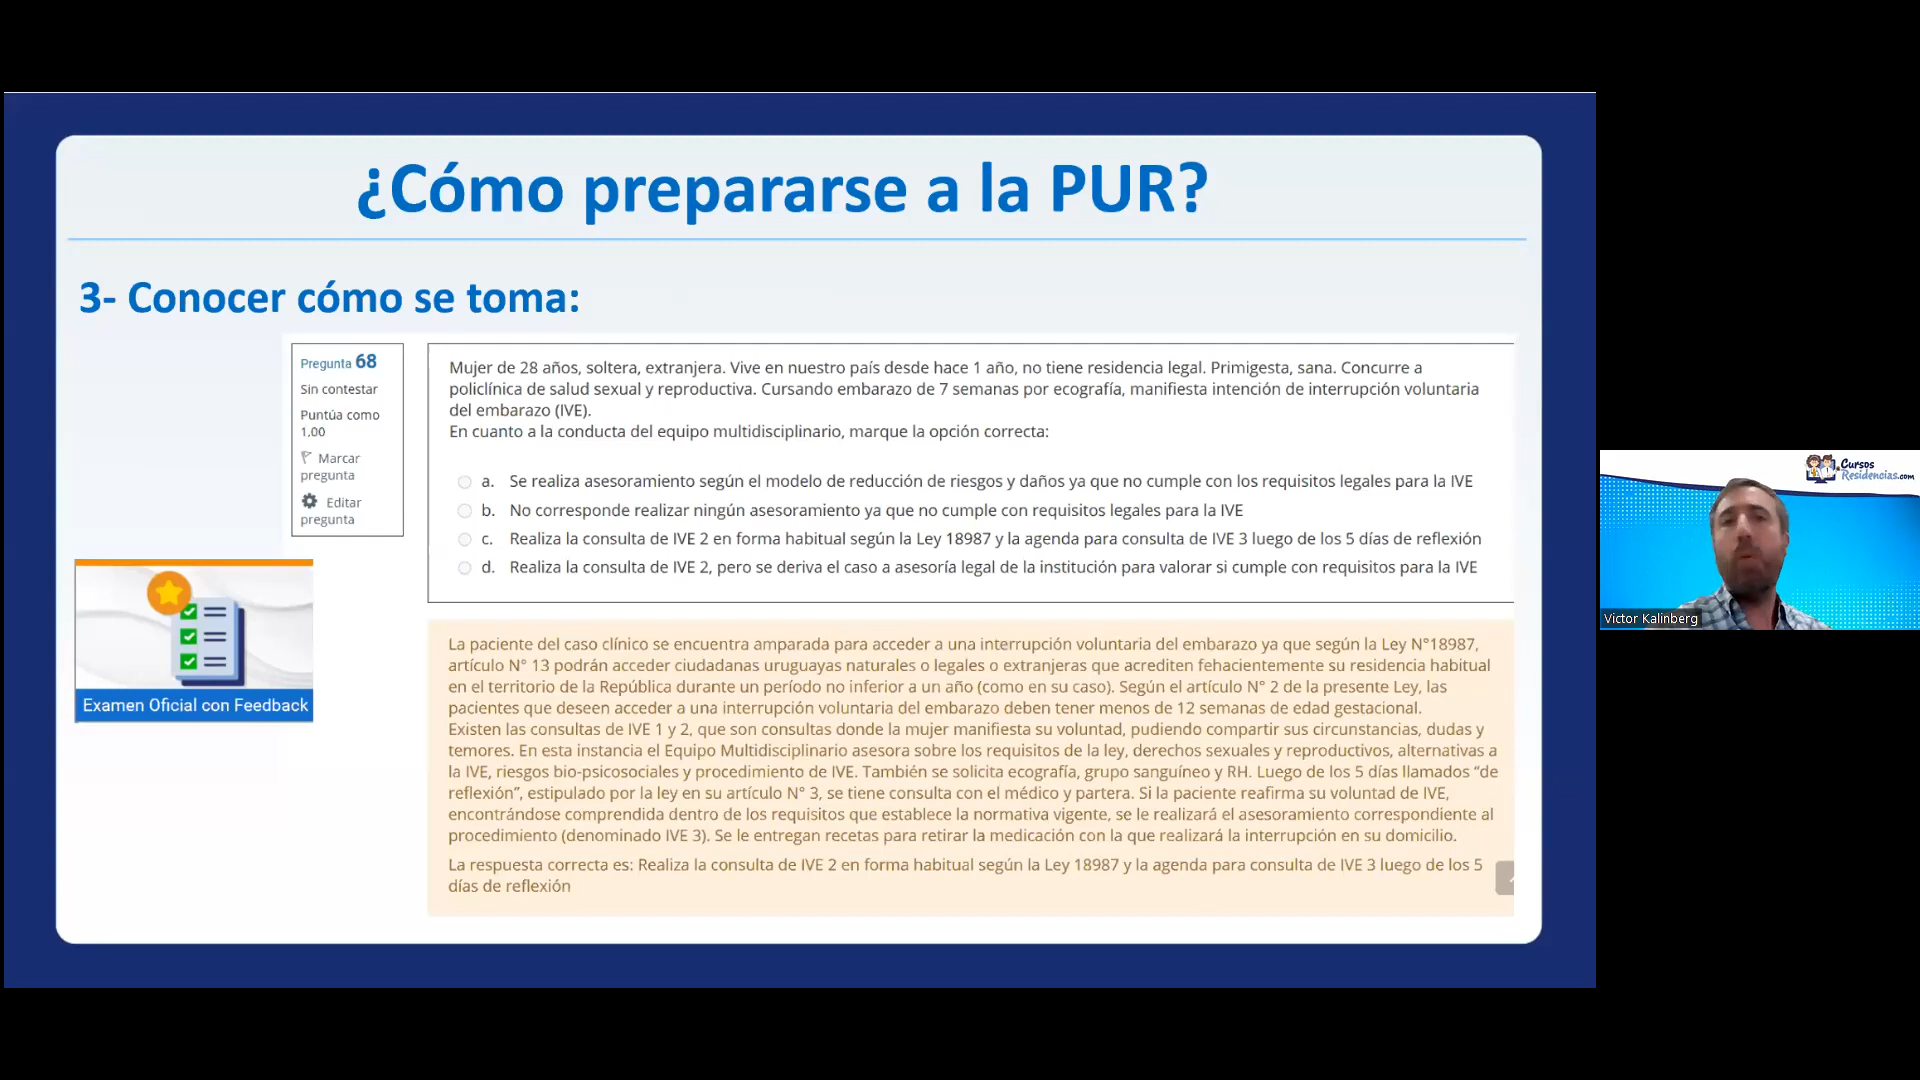 ¿Cómo prepararse a la PUR?
3- Conocer cómo se toma:
Pregunta 68
Sin contestar
Puntúa como
1,00
Marcar
pregunta
Editar
pregunta
Mujer de 28 años, soltera, extranjera. Vive en nuestro país desde hace 1 año, no tiene residencia legal. Primigesta, sana. Concurre a
policlínica de salud sexual y reproductiva. Cursando embarazo de 7 semanas por ecografía, manifiesta intención de interrupción voluntaria
del embarazo (IVE).
En cuanto a la conducta del equipo multidisciplinario, marque la opción correcta:
a. Se realiza asesoramiento según el modelo de reducción de riesgos y daños ya que no cumple con los requisitos legales para la IVE
b. No corresponde realizar ningún asesoramiento ya que no cumple con requisitos legales para la IVE
c. Realiza la consulta de IVE 2 en forma habitual según la Ley 18987 y la agenda para consulta de IVE 3 luego de los 5 días de reflexión
d. Realiza la consulta de IVE 2, pero se deriva el caso a asesoría legal de la institución para valorar si cumple con requisitos para la IVE
Examen Oficial con Feedback
La paciente del caso clínico se encuentra amparada para acceder a una interrupción voluntaria del embarazo ya que según la Ley N°18987,
artículo N° 13 podrán acceder ciudadanas uruguayas naturales o legales o extranjeras que acrediten fehacientemente su residencia habitual
en el territorio de la República durante un período no inferior a un año (como en su caso). Según el artículo N° 2 de la presente Ley, las
pacientes que deseen acceder a una interrupción voluntaria del embarazo deben tener menos de 12 semanas de edad gestacional.
Existen las consultas de IVE 1 y 2, que son consultas donde la mujer manifiesta su voluntad, pudiendo compartir sus circunstancias, dudas y
temores. En esta instancia el Equipo Multidisciplinario asesora sobre los requisitos de la ley, derechos sexuales y reproductivos, alternativas a
la IVE, riesgos bio-psicosociales y procedimiento de IVE. También se solicita ecografía, grupo sanguíneo y RH. Luego de los 5 días llamados “de
reflexión”, estipulado por la ley en su artículo N° 3, se tiene consulta con el médico y partera. Si la paciente reafirma su voluntad de IVE,
encontrándose comprendida dentro de los requisitos que establece la normativa vigente, se le realizará el asesoramiento correspondiente al
procedimiento (denominado IVE 3). Se le entregan recetas para retirar la medicación con la que realizará la interrupción en su domicilio.
La respuesta correcta es: Realiza la consulta de IVE 2 en forma habitual según la Ley 18987 y la agenda para consulta de IVE 3 luego de los 5
días de reflexión
Cursos
Residencias.com
Victor Kalinberg